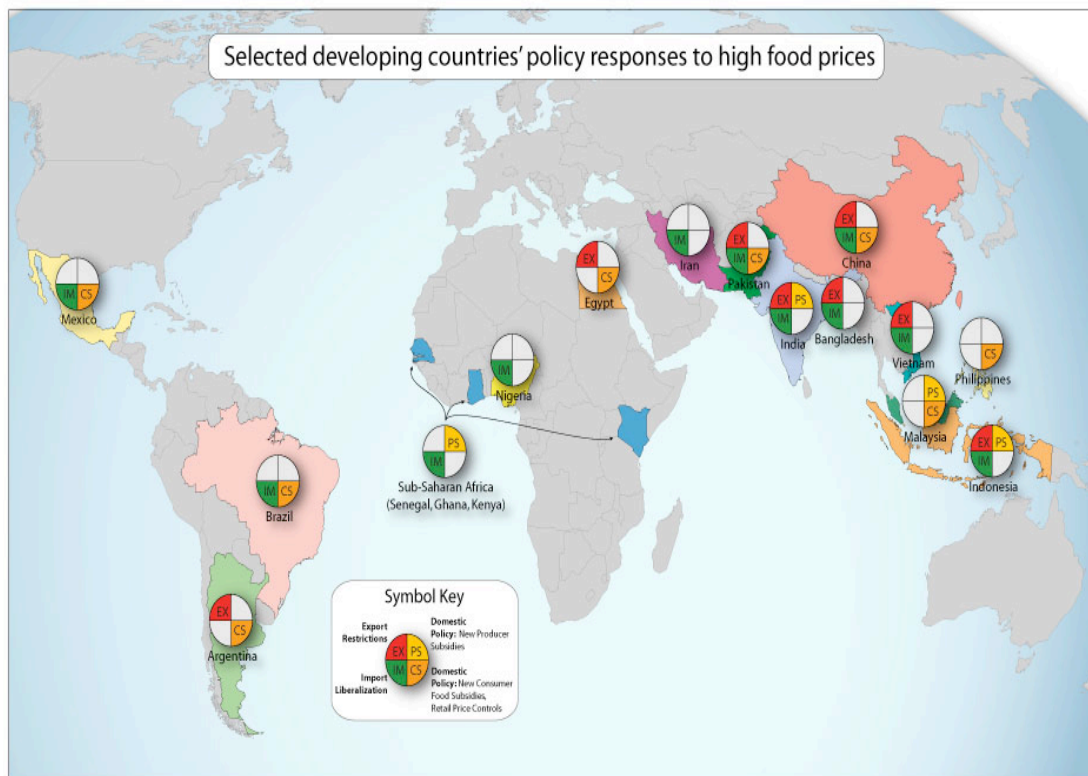 Selected developing countries' policy responses to high food prices
EX
IM CS
China
IM
Iran
EX
IM CS
Pakistan
EX
CS
Egypt
IM CS
Mexico
EX PS
IM
India
EX
IM
Bangladesh
EX
IM
Vietnam
CS
Philippines
IM
Nigeria
PS
CS
Malaysia
EX PS
IM
Indonesia
PS
IM
Sub-Saharan Africa
(Senegal, Ghana, Kenya)
IM CS
Brazil
EX
CS
Argentina
Symbol Key
Export
Restrictions
Domestic
Policy: New Producer
Subsidies
EX PS
IM CS
Import
Liberalization
Domestic
Policy: New Consumer
Food Subsidies,
Retail Price Controls